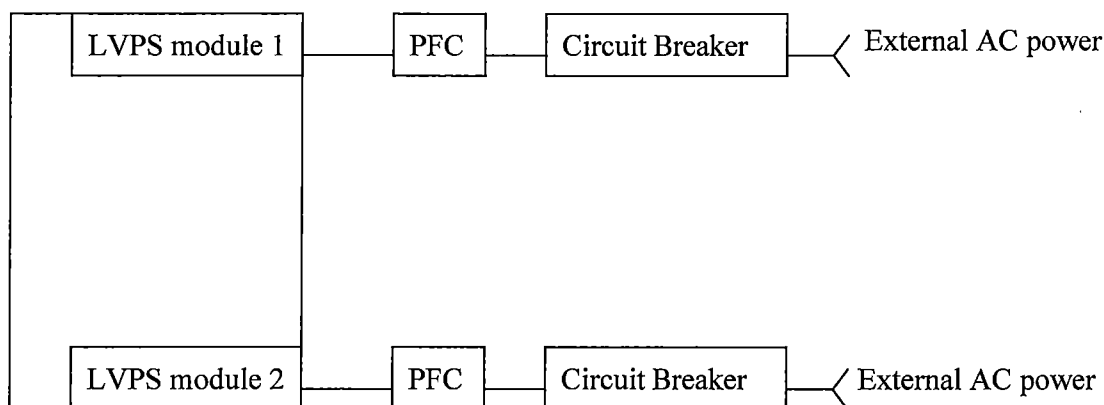 LVPS module 1 PFC Circuit Breaker External AC power
LVPS module 2 PFC Circuit Breaker External AC power